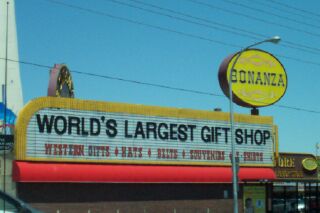 BONANZA
WORLD'S LARGEST GIFT SHOP
WESTERN GIFTS ♦ HATS ♦ BELTS ♦ SOUVENIRS ♦ T-SHIRTS